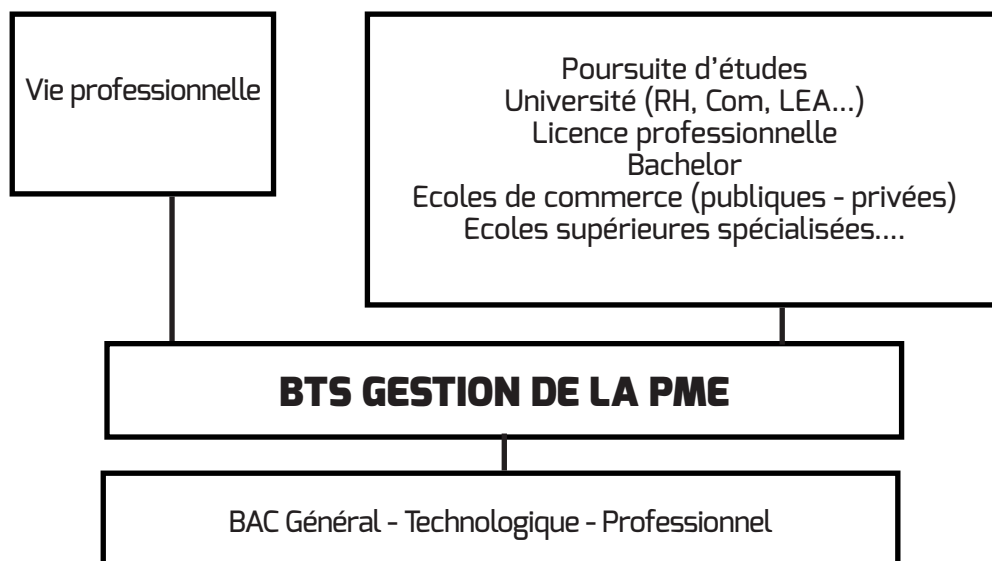 Vie professionnelle
Poursuite d'études
Université (RH, Com, LEA...)
Licence professionnelle
Bachelor
Ecoles de commerce (publiques - privées)
Ecoles supérieures spécialisées....
BTS GESTION DE LA PME
BAC Général - Technologique - Professionnel